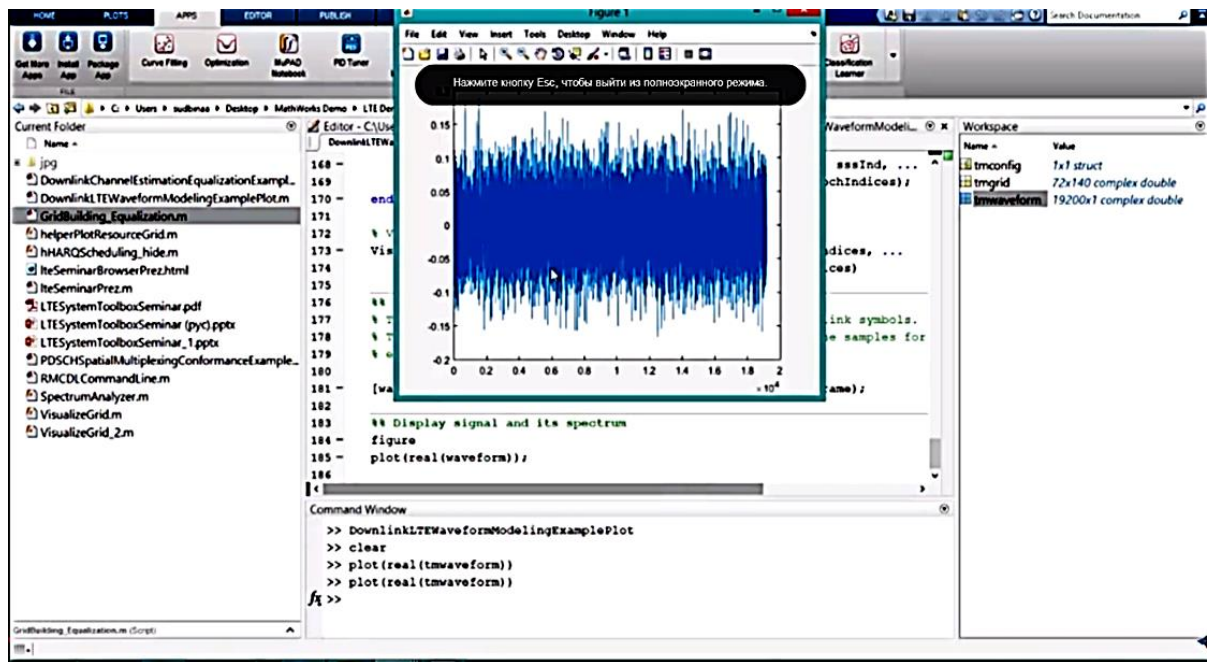 HOME PLOTS APPS EDITOR PUBLISH
Search Documentation
Figure 1
File Edit View Insert Tools Desktop Window Help
Get More Apps
Install App
Package App
Curve Fitting
Optimization
MuPAD Notebook
PID Tuner
Classification Learner
FILE
Нажмите кнопку Esc, чтобы выйти из полноэкранного режима.
C: Users sudbinaa Desktop MathWorks Demo LTE Der
Current Folder
Name
jpg
DownlinkChannelEstimationEqualizationExampl...
DownlinkLTEWaveformModelingExamplePlot.m
GridBuilding_Equalization.m
helperPlotResourceGrid.m
hHARQScheduling_hide.m
lteSeminarBrowserPrez.html
lteSeminarPrez.m
LTESystemToolboxSeminar.pdf
LTESystemToolboxSeminar (pyc).pptx
LTESystemToolboxSeminar_1.pptx
PDSCHSpatialMultiplexingConformanceExample...
RMCDLCommandLine.m
SpectrumAnalyzer.m
VisualizeGrid.m
VisualizeGrid_2.m
GridBuilding_Equalization.m (Script)
Editor - C:\Use
WaveformModeli...
DownlinkLTEWa
168 - sssInd, ...
169 ochIndices);
170 - end
171
172 % V
173 - Vis dices, ...
174 ces)
175
176 %%
177 % T ink symbols.
178 % T e samples for
179 % e
180
181 - [wa ame);
182
183 %% Display signal and its spectrum
184 - figure
185 - plot(real(waveform));
186
0.15
0.1
0.05
0
-0.05
-0.1
-0.15
-0.2
0 0.2 0.4 0.6 0.8 1 1.2 1.4 1.6 1.8 2
× 10⁴
Command Window
>> DownlinkLTEWaveformModelingExamplePlot
>> clear
>> plot(real(tmwaveform))
>> plot(real(tmwaveform))
fx >>
Workspace
Name Value
tmconfig 1x1 struct
tmgrid 72x140 complex double
tmwaveform 19200x1 complex double